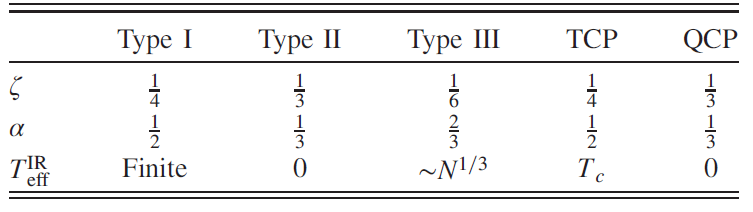 Type I Type II Type III TCP QCP
ζ 1/4 1/3 1/6 1/4 1/3
α 1/2 1/3 2/3 1/2 1/3
T_eff^IR Finite 0 ~N^1/3 T_c 0